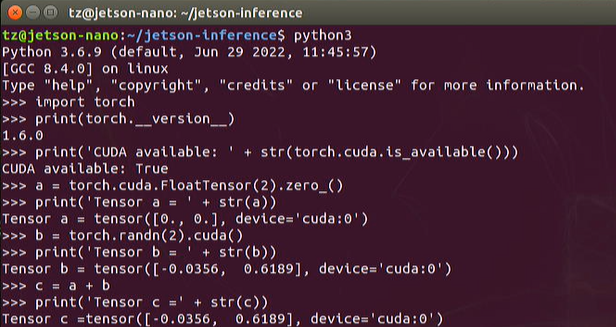 tz@jetson-nano: ~/jetson-inference
tz@jetson-nano:~/jetson-inference$ python3
Python 3.6.9 (default, Jun 29 2022, 11:45:57)
[GCC 8.4.0] on linux
Type "help", "copyright", "credits" or "license" for more information.
>>> import torch
>>> print(torch.__version__)
1.6.0
>>> print('CUDA available: ' + str(torch.cuda.is_available()))
CUDA available: True
>>> a = torch.cuda.FloatTensor(2).zero_()
>>> print('Tensor a = ' + str(a))
Tensor a = tensor([0., 0.], device='cuda:0')
>>> b = torch.randn(2).cuda()
>>> print('Tensor b = ' + str(b))
Tensor b = tensor([-0.0356,  0.6189], device='cuda:0')
>>> c = a + b
>>> print('Tensor c =' + str(c))
Tensor c =tensor([-0.0356,  0.6189], device='cuda:0')